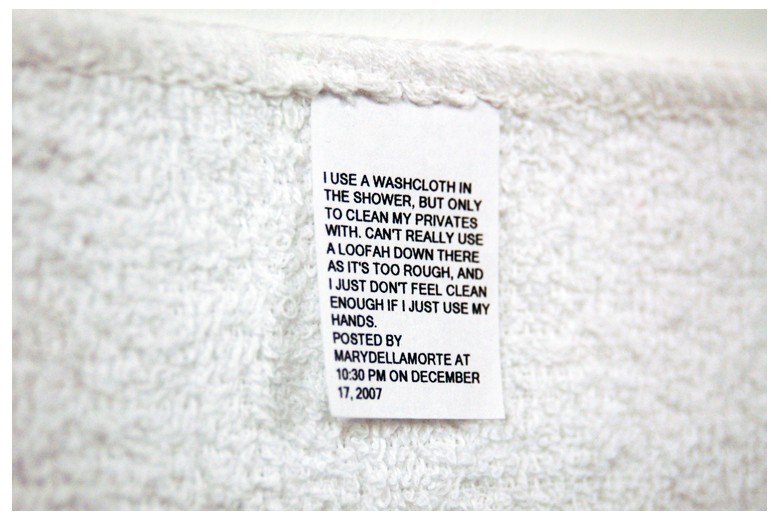 I USE A WASHCLOTH IN
THE SHOWER, BUT ONLY
TO CLEAN MY PRIVATES
WITH. CAN'T REALLY USE
A LOOFAH DOWN THERE
AS IT'S TOO ROUGH, AND
I JUST DON'T FEEL CLEAN
ENOUGH IF I JUST USE MY
HANDS.
POSTED BY
MARYDELLAMORTE AT
10:30 PM ON DECEMBER
17, 2007